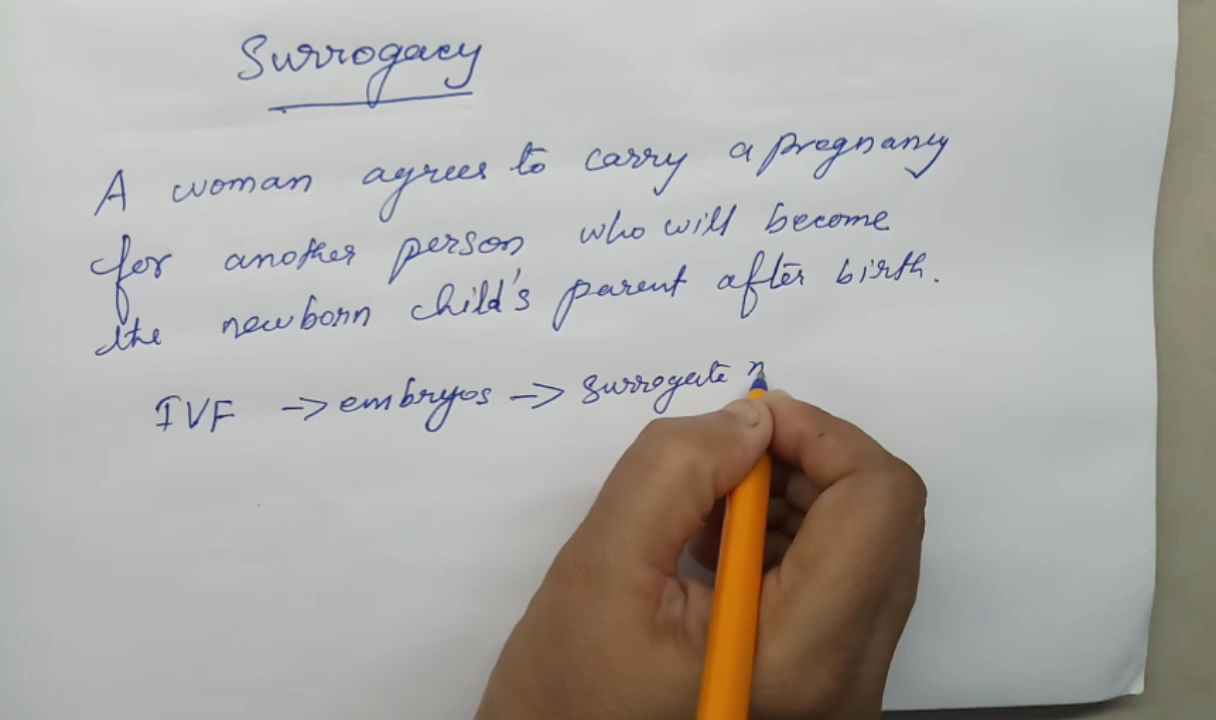 Surrogacy
A woman agrees to carry a pregnancy
for another person who will become
the newborn child's parent after birth.
IVF -> embryos -> Surrogate